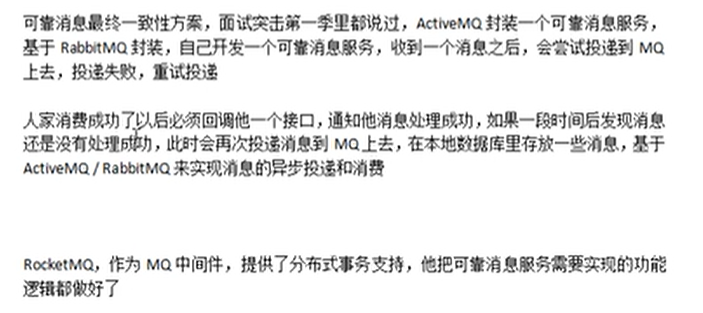 可靠消息最终一致性方案，面试突击第一季里都说过，ActiveMQ 封装一个可靠消息服务，
基于 RabbitMQ 封装，自己开发一个可靠消息服务，收到一个消息之后，会尝试投递到 MQ
上去，投递失败，重试投递
人家消费成功了以后必须回调他一个接口，通知他消息处理成功，如果一段时间后发现消息
还是没有处理成功，此时会再次投递消息到 MQ 上去，在本地数据库里存放一些消息，基于
ActiveMQ / RabbitMQ 来实现消息的异步投递和消费
RocketMQ，作为 MQ 中间件，提供了分布式事务支持，他把可靠消息服务需要实现的功能
逻辑都做好了